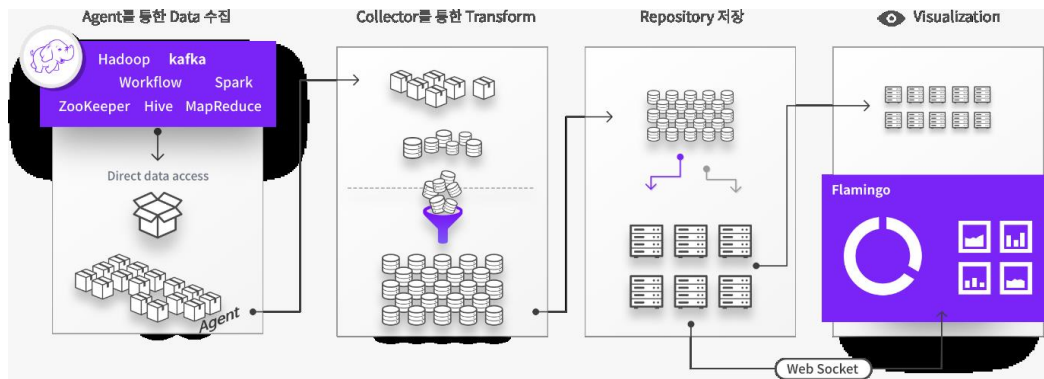 Agent를 통한 Data 수집
Collector를 통한 Transform
Repository 저장
Visualization
Hadoop kafka
Workflow Spark
ZooKeeper Hive MapReduce
Direct data access
Agent
Flamingo
Web Socket